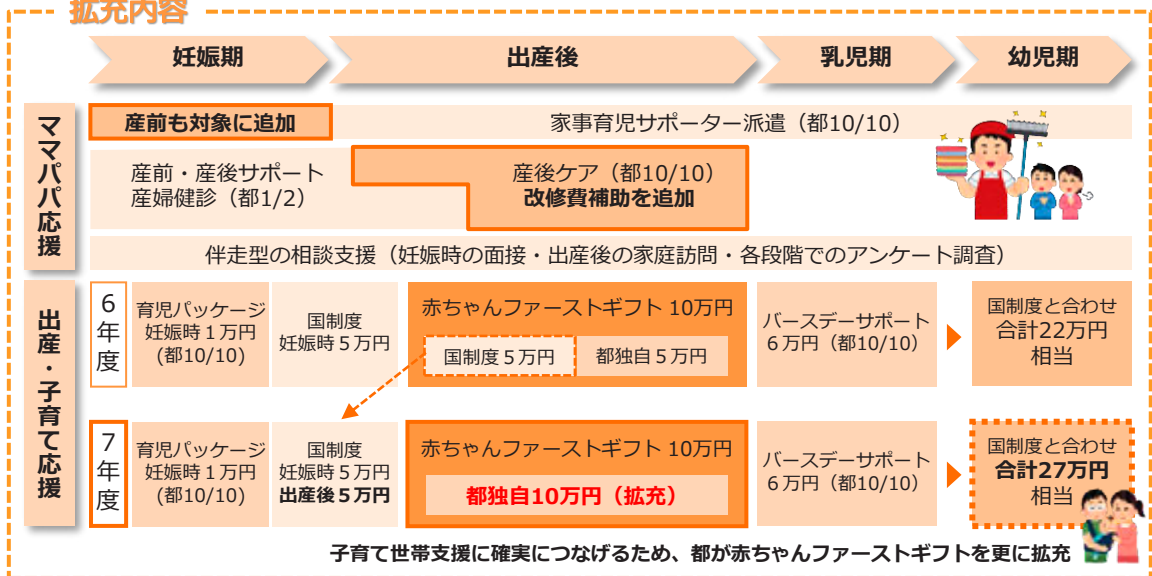 拡充内容
妊娠期
出産後
乳児期
幼児期
ママパパ応援
産前も対象に追加
家事育児サポーター派遣（都10/10）
産前・産後サポート
産婦健診（都1/2）
産後ケア（都10/10）
改修費補助を追加
伴走型の相談支援（妊娠時の面接・出産後の家庭訪問・各段階でのアンケート調査）
出産・子育て応援
6年度
育児パッケージ
妊娠時１万円
(都10/10)
国制度
妊娠時５万円
赤ちゃんファーストギフト 10万円
国制度５万円
都独自５万円
バースデーサポート
６万円（都10/10）
国制度と合わせ
合計22万円
相当
7年度
育児パッケージ
妊娠時１万円
(都10/10)
国制度
妊娠時５万円
出産後５万円
赤ちゃんファーストギフト 10万円
都独自10万円（拡充）
バースデーサポート
６万円（都10/10）
国制度と合わせ
合計27万円
相当
子育て世帯支援に確実につなげるため、都が赤ちゃんファーストギフトを更に拡充